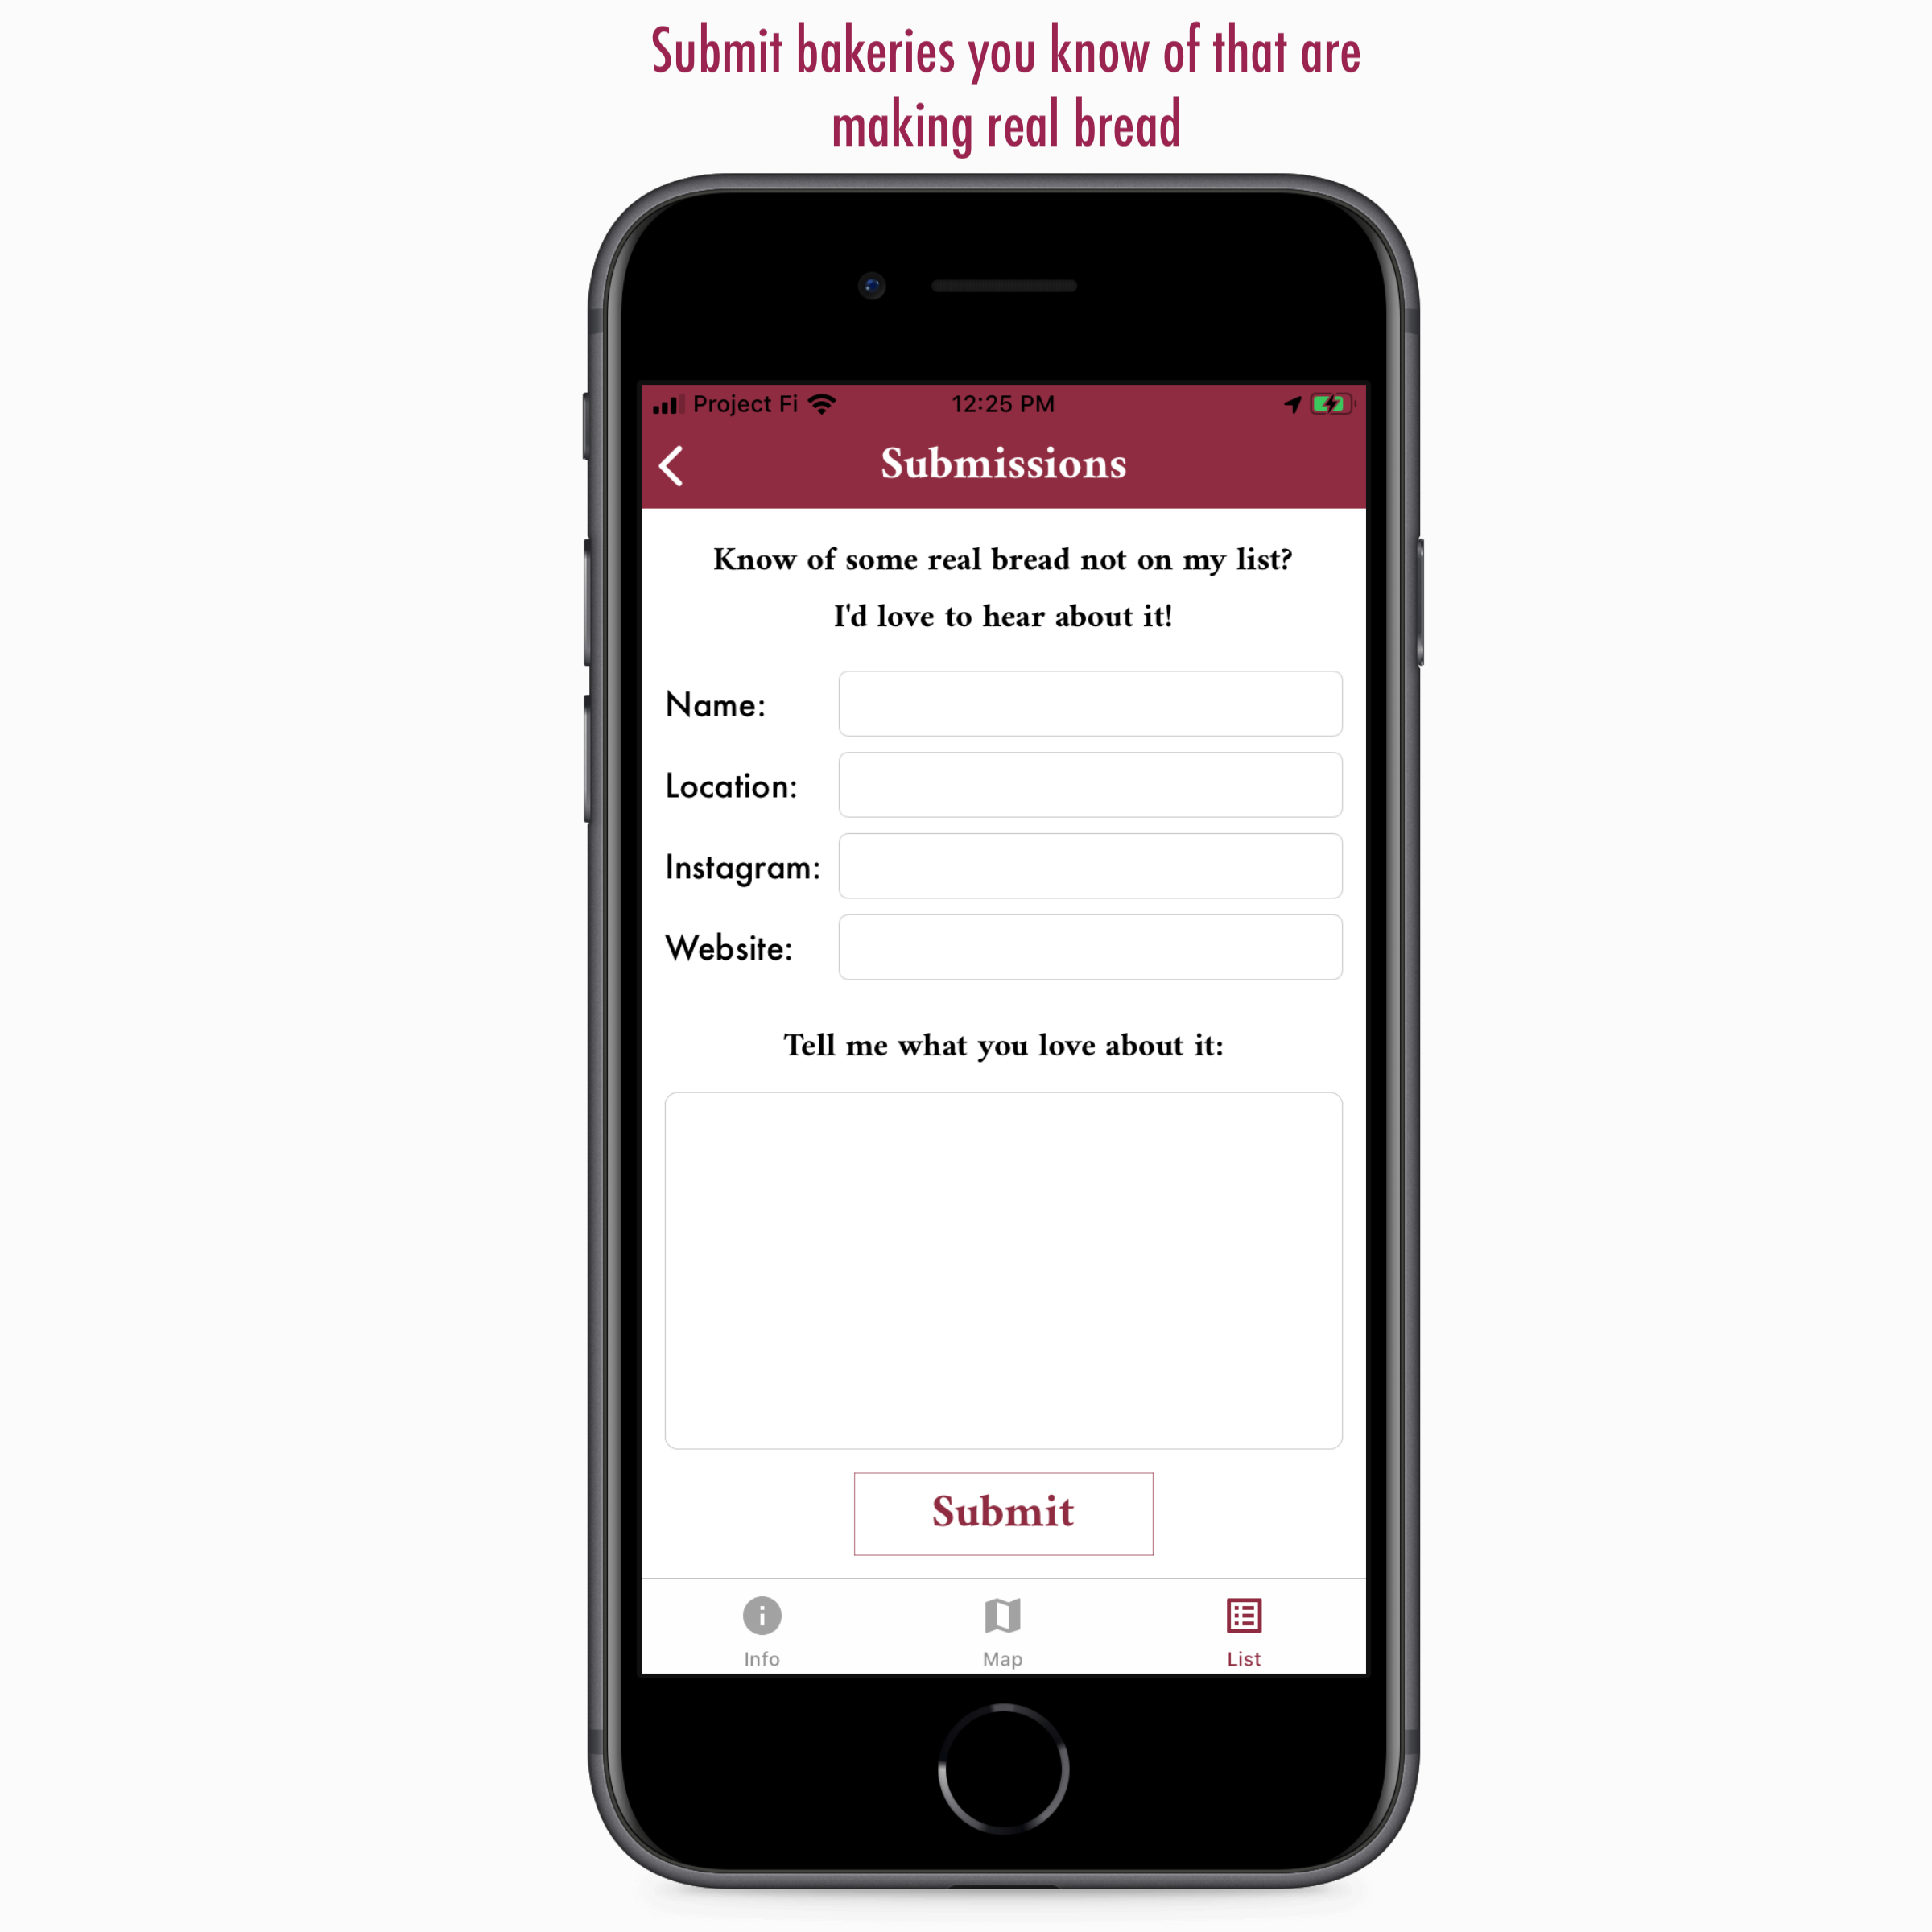 Submit bakeries you know of that are
making real bread
Project Fi
12:25 PM
Submissions
Know of some real bread not on my list?
I'd love to hear about it!
Name:
Location:
Instagram:
Website:
Tell me what you love about it:
Submit
Info
Map
List